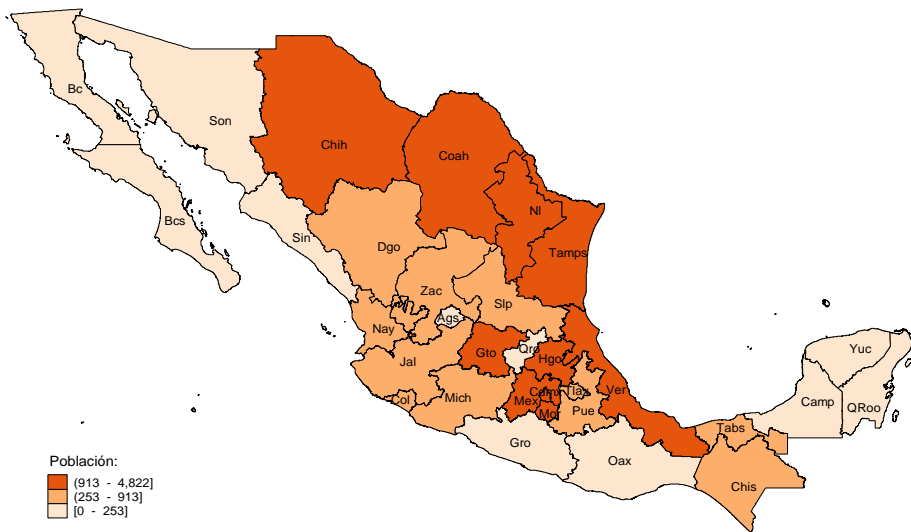 Bc
Son
Chih
Coah
Bcs
Nl
Sin
Dgo
Tamps
Zac
Slp
Ags
Nay
Gto
Qro
Yuc
Jal
Hgo
Col
Mich
Mex
Cdmx
Tlax
Ver
Camp
QRoo
Mor
Pue
Tabs
Gro
Oax
Chis
Población:
(913 - 4,822]
(253 - 913]
[0 - 253]